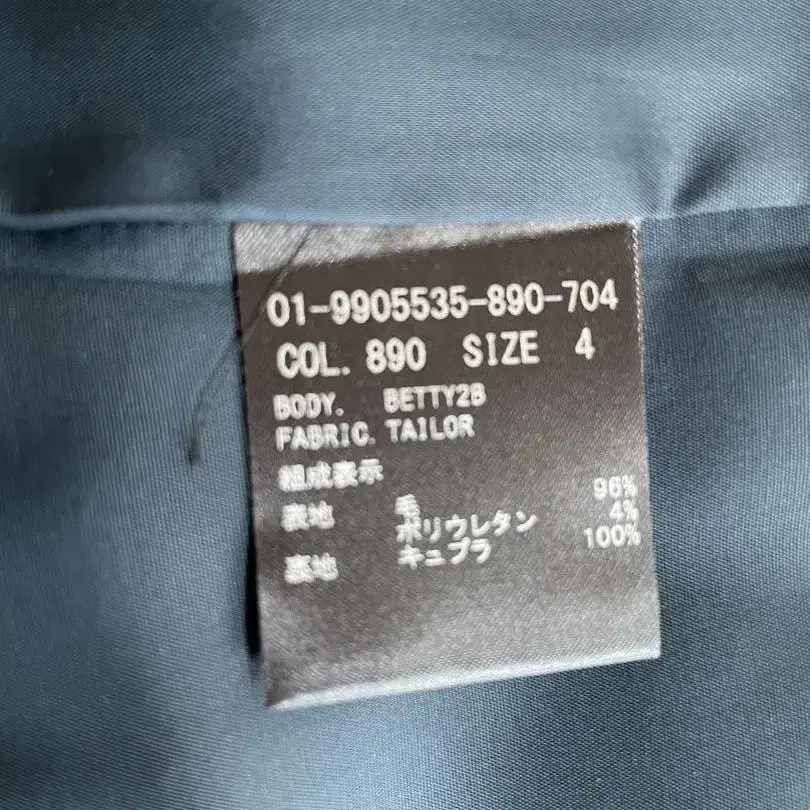 01-9905535-890-704
COL. 890 SIZE 4
BODY. BETTY2B
FABRIC. TAILOR
組成表示
表地 毛 96%
ポリウレタン 4%
裏地 キュプラ 100%